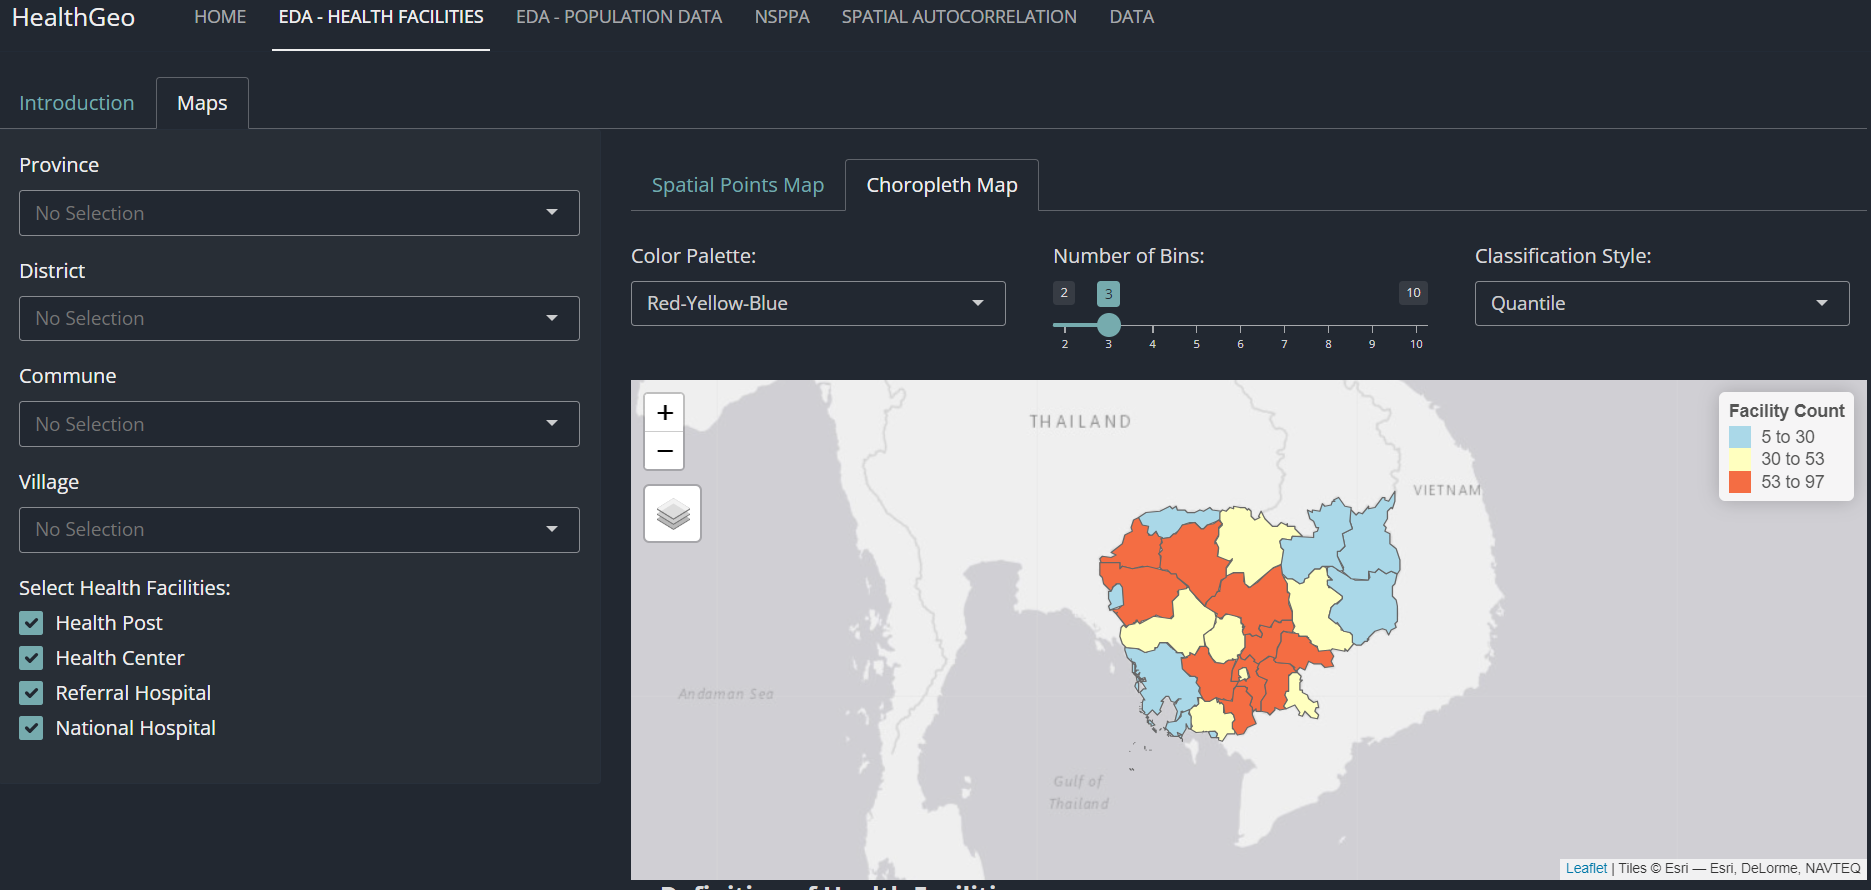 HealthGeo
HOME
EDA - HEALTH FACILITIES
EDA - POPULATION DATA
NSPPA
SPATIAL AUTOCORRELATION
DATA
Introduction
Maps
Province
No Selection
District
No Selection
Commune
No Selection
Village
No Selection
Select Health Facilities:
Health Post
Health Center
Referral Hospital
National Hospital
Spatial Points Map
Choropleth Map
Color Palette:
Red-Yellow-Blue
Number of Bins:
2
3
10
2
3
4
5
6
7
8
9
10
Classification Style:
Quantile
+
−
THAILAND
VIETNAM
Andaman Sea
Gulf of
Thailand
Facility Count
5 to 30
30 to 53
53 to 97
Leaflet | Tiles © Esri — Esri, DeLorme, NAVTEQ